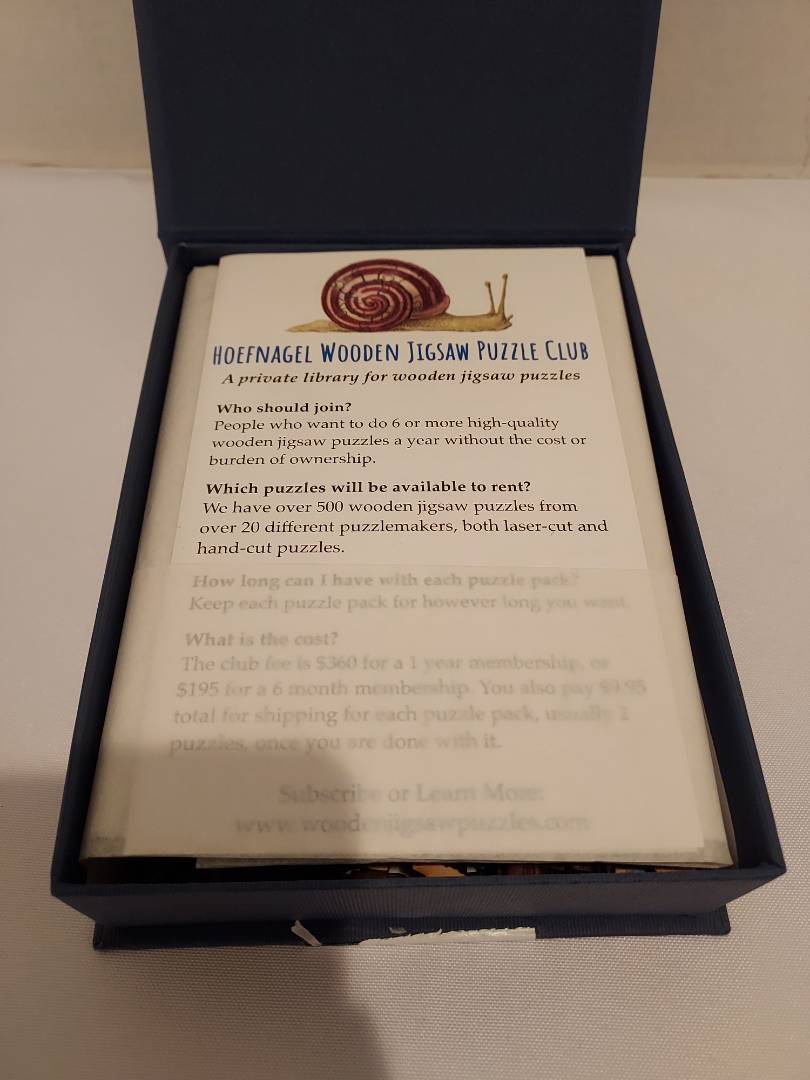 HOEFNAGEL WOODEN JIGSAW PUZZLE CLUB
A private library for wooden jigsaw puzzles
Who should join?
People who want to do 6 or more high-quality
wooden jigsaw puzzles a year without the cost or
burden of ownership.
Which puzzles will be available to rent?
We have over 500 wooden jigsaw puzzles from
over 20 different puzzlemakers, both laser-cut and
hand-cut puzzles.
How long can I have with each puzzle pack?
Keep each puzzle pack for however long you want.
What is the cost?
The club fee is $360 for a 1 year membership, or
$195 for a 6 month membership. You also pay $9.95
total for shipping for each puzzle pack, usually 2
puzzles, once you are done with it.
Subscribe or Learn More:
www.woodenjigsawpuzzles.com